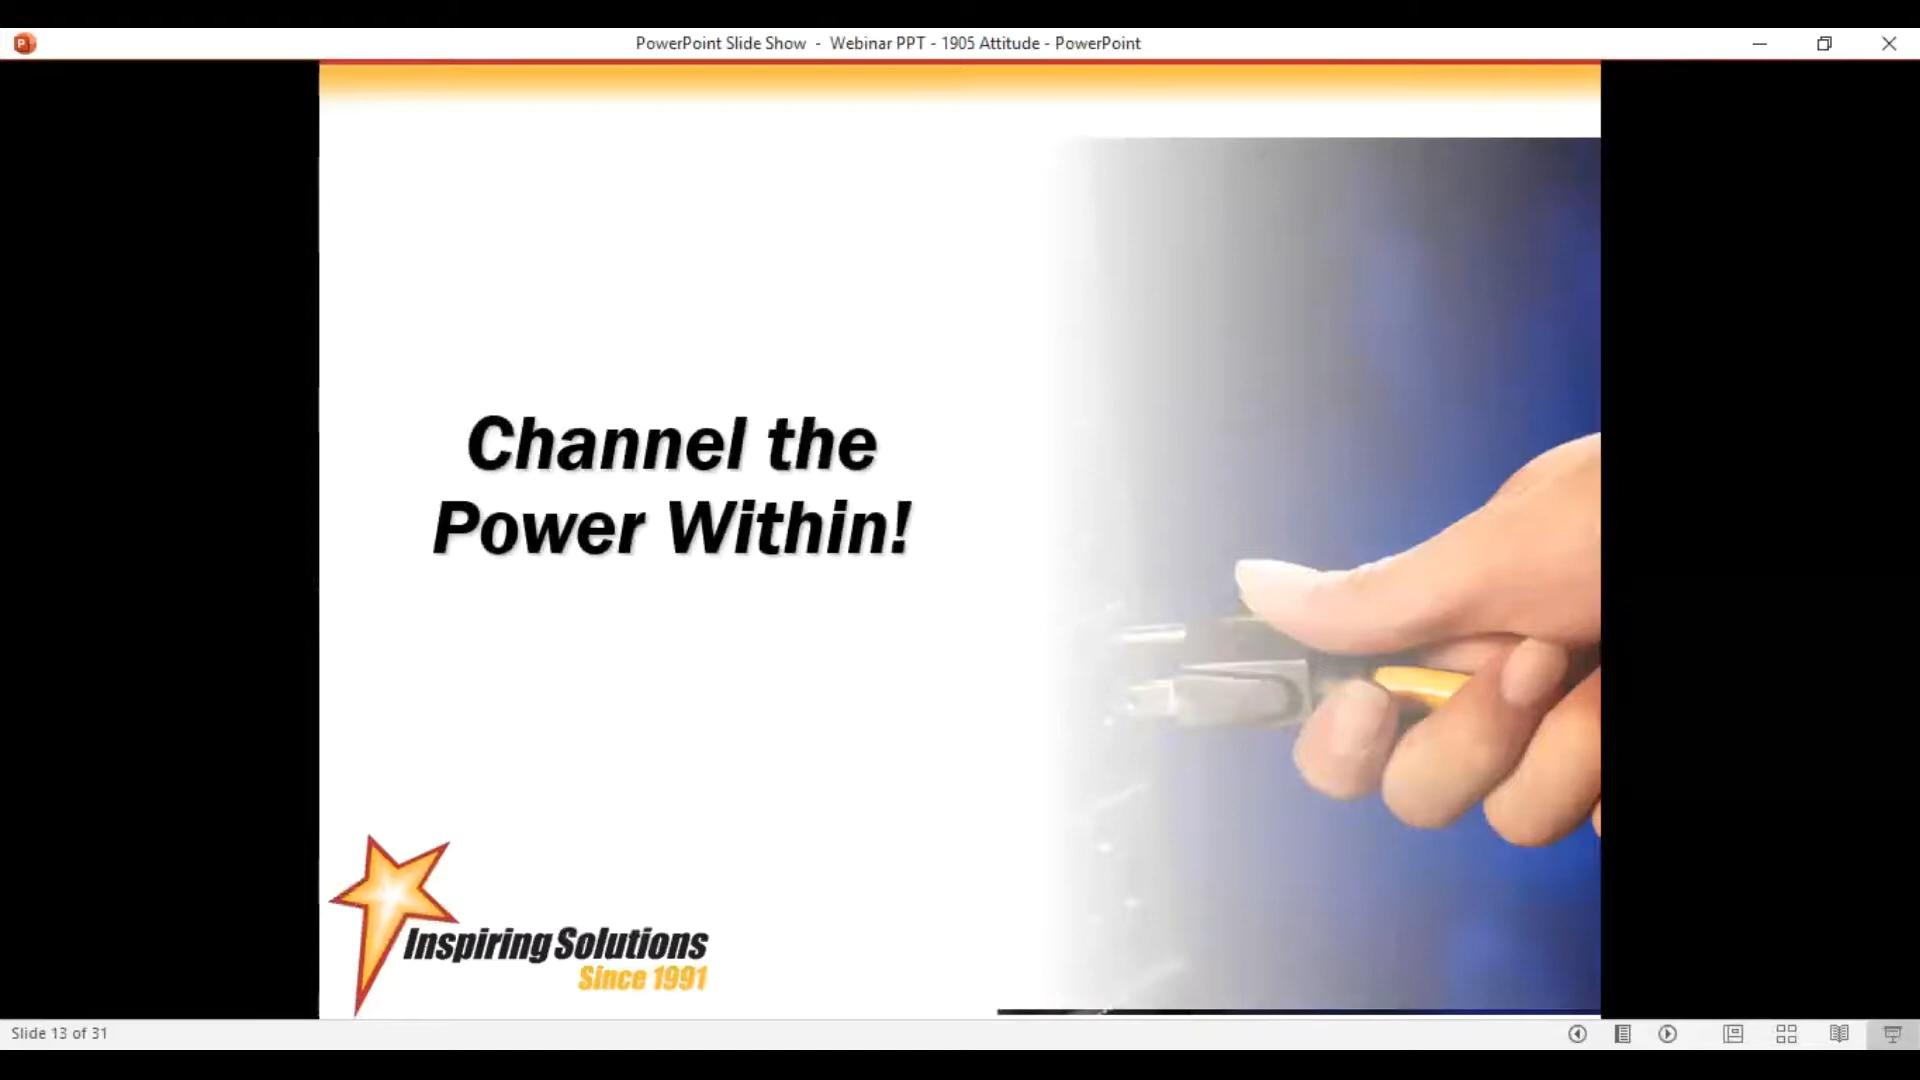 PowerPoint Slide Show - Webinar PPT - 1905 Attitude - PowerPoint
Channel the
Power Within!
Inspiring Solutions
Since 1991
Slide 13 of 31